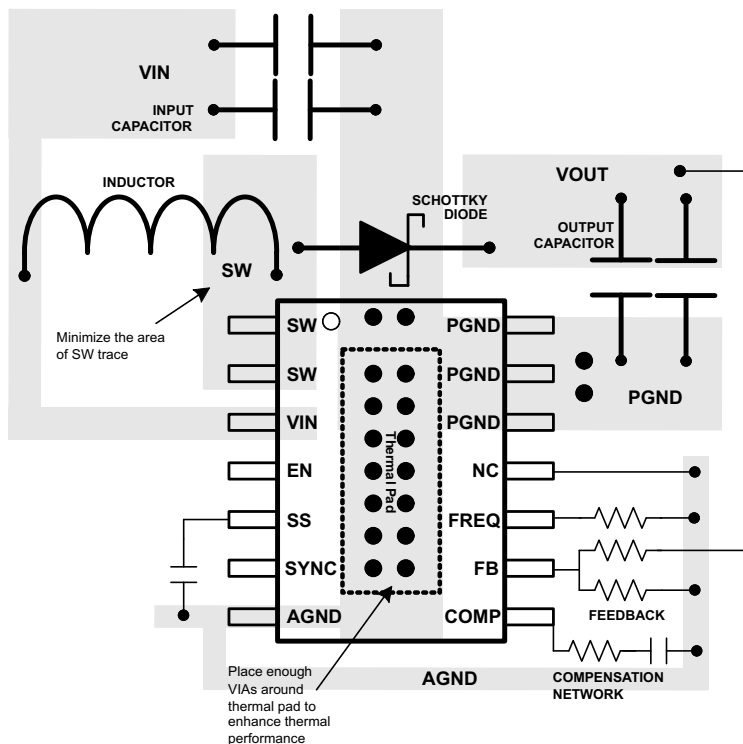 VIN
INPUT
CAPACITOR
INDUCTOR
SCHOTTKY
DIODE
VOUT
OUTPUT
CAPACITOR
SW
Minimize the area
of SW trace
SW
PGND
SW
PGND
PGND
VIN
PGND
Thermal Pad
EN
NC
SS
FREQ
SYNC
FB
AGND
COMP
FEEDBACK
Place enough
VIAs around
thermal pad to
enhance thermal
performance
AGND
COMPENSATION
NETWORK